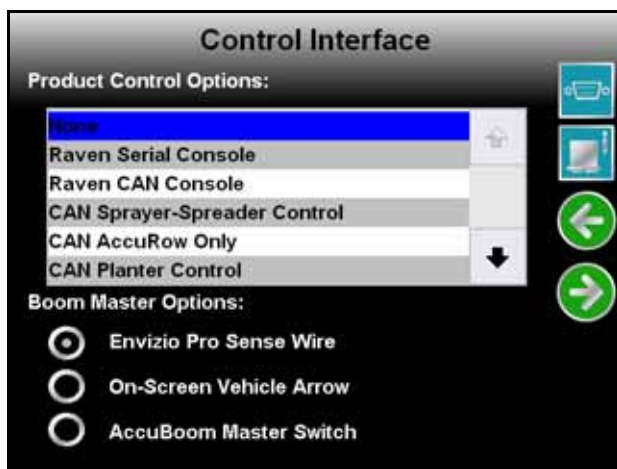 Control Interface
Product Control Options:
None
Raven Serial Console
Raven CAN Console
CAN Sprayer-Spreader Control
CAN AccuRow Only
CAN Planter Control
Boom Master Options:
Envizio Pro Sense Wire
On-Screen Vehicle Arrow
AccuBoom Master Switch